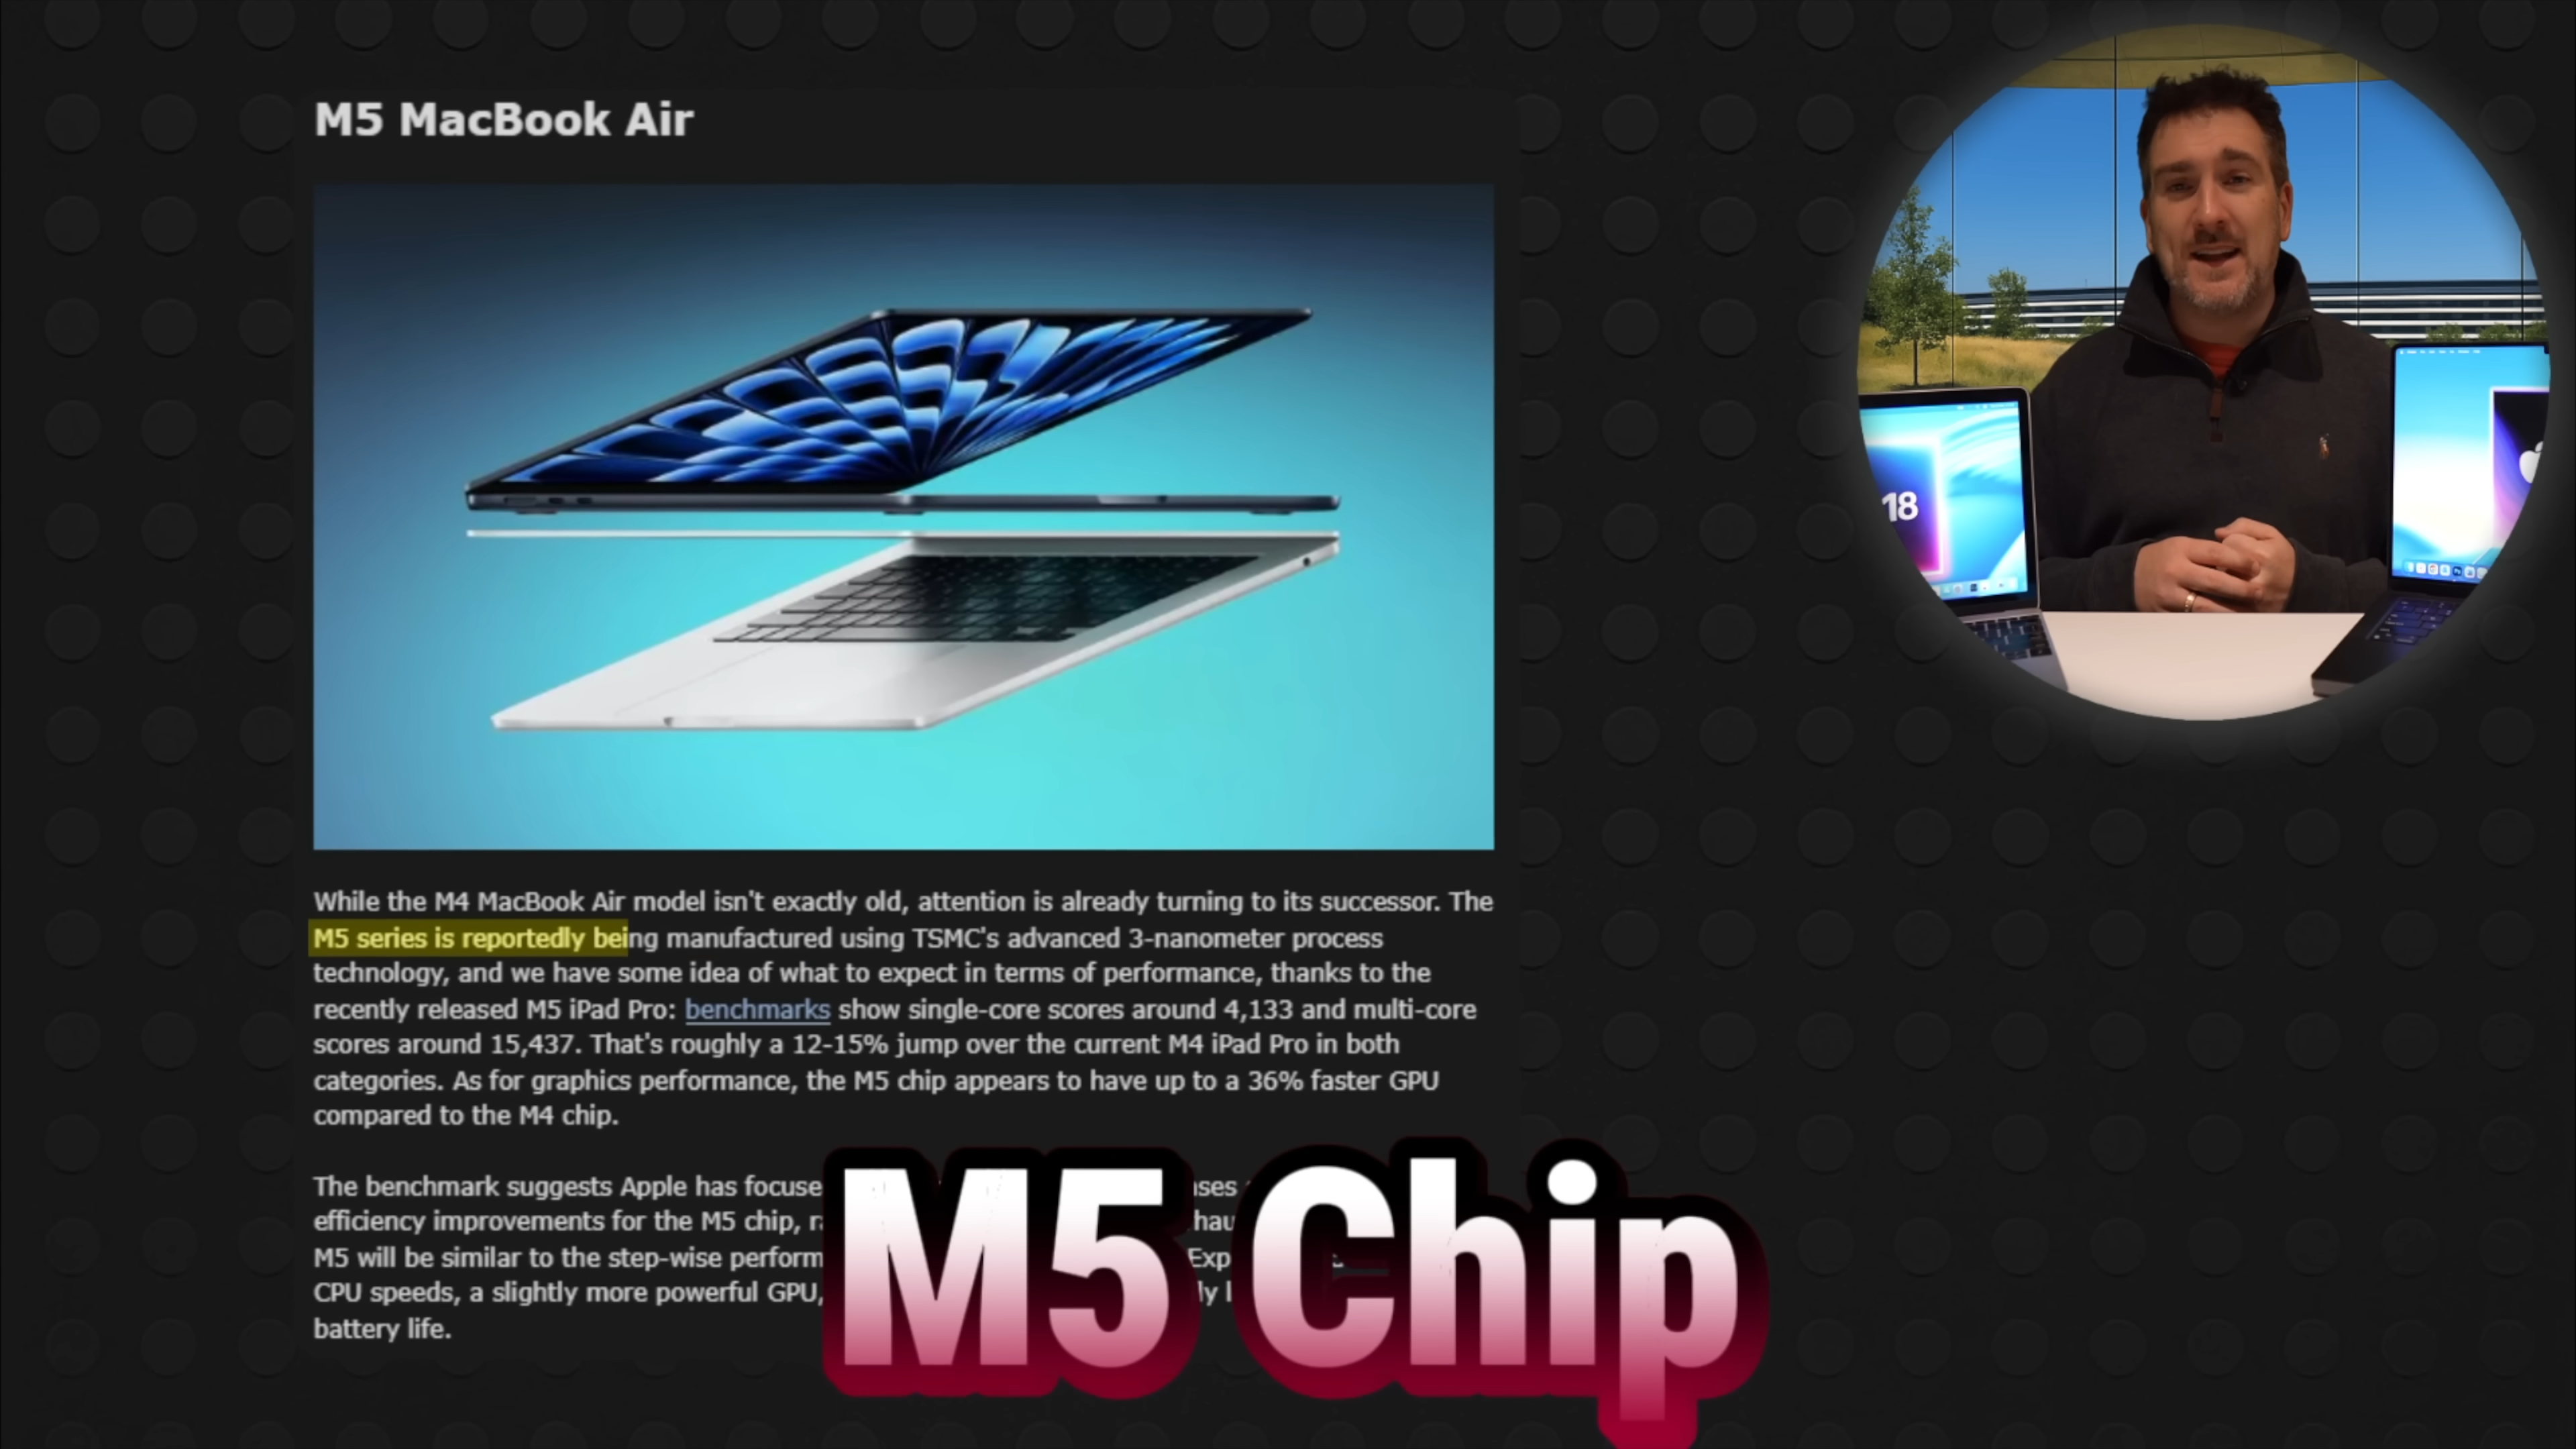 M5 MacBook Air
18
While the M4 MacBook Air model isn't exactly old, attention is already turning to its successor. The
M5 series is reportedly being manufactured using TSMC's advanced 3-nanometer process
technology, and we have some idea of what to expect in terms of performance, thanks to the
recently released M5 iPad Pro: benchmarks show single-core scores around 4,133 and multi-core
scores around 15,437. That's roughly a 12-15% jump over the current M4 iPad Pro in both
categories. As for graphics performance, the M5 chip appears to have up to a 36% faster GPU
compared to the M4 chip.
The benchmark suggests Apple has focuse
efficiency improvements for the M5 chip,
M5 will be similar to the step-wise perform
CPU speeds, a slightly more powerful GPU,
battery life.
M5 Chip